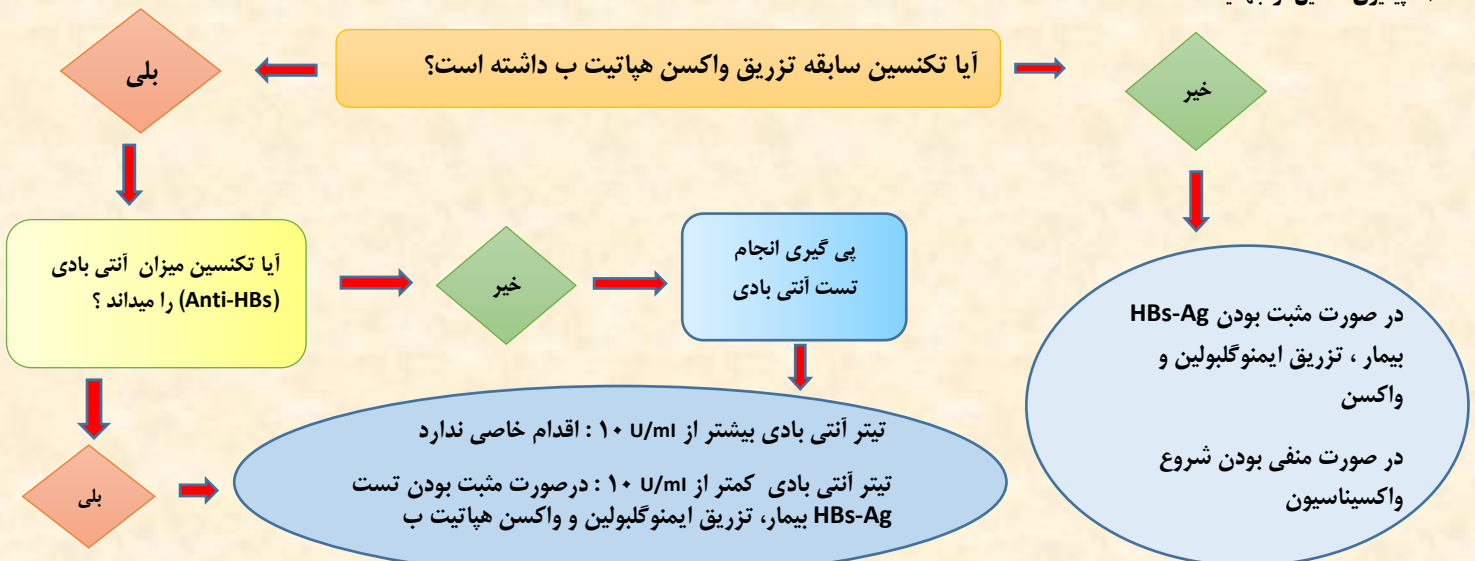 آیا تکنسین سابقه تزریق واکسن هپاتیت ب داشته است؟
بلی
خیر
آیا تکنسین میزان آنتی بادی
(Anti-HBs) را میداند ؟
خیر
پی گیری انجام
تست آنتی بادی
در صورت مثبت بودن HBs-Ag
بیمار ، تزریق ایمنوگلبولین و
واکسن
در صورت منفی بودن شروع
واکسیناسیون
بلی
تیتر آنتی بادی بیشتر از ۱۰ U/ml : اقدام خاصی ندارد
تیتر آنتی بادی کمتر از ۱۰ U/ml : درصورت مثبت بودن تست
HBs-Ag بیمار، تزریق ایمنوگلبولین و واکسن هپاتیت ب